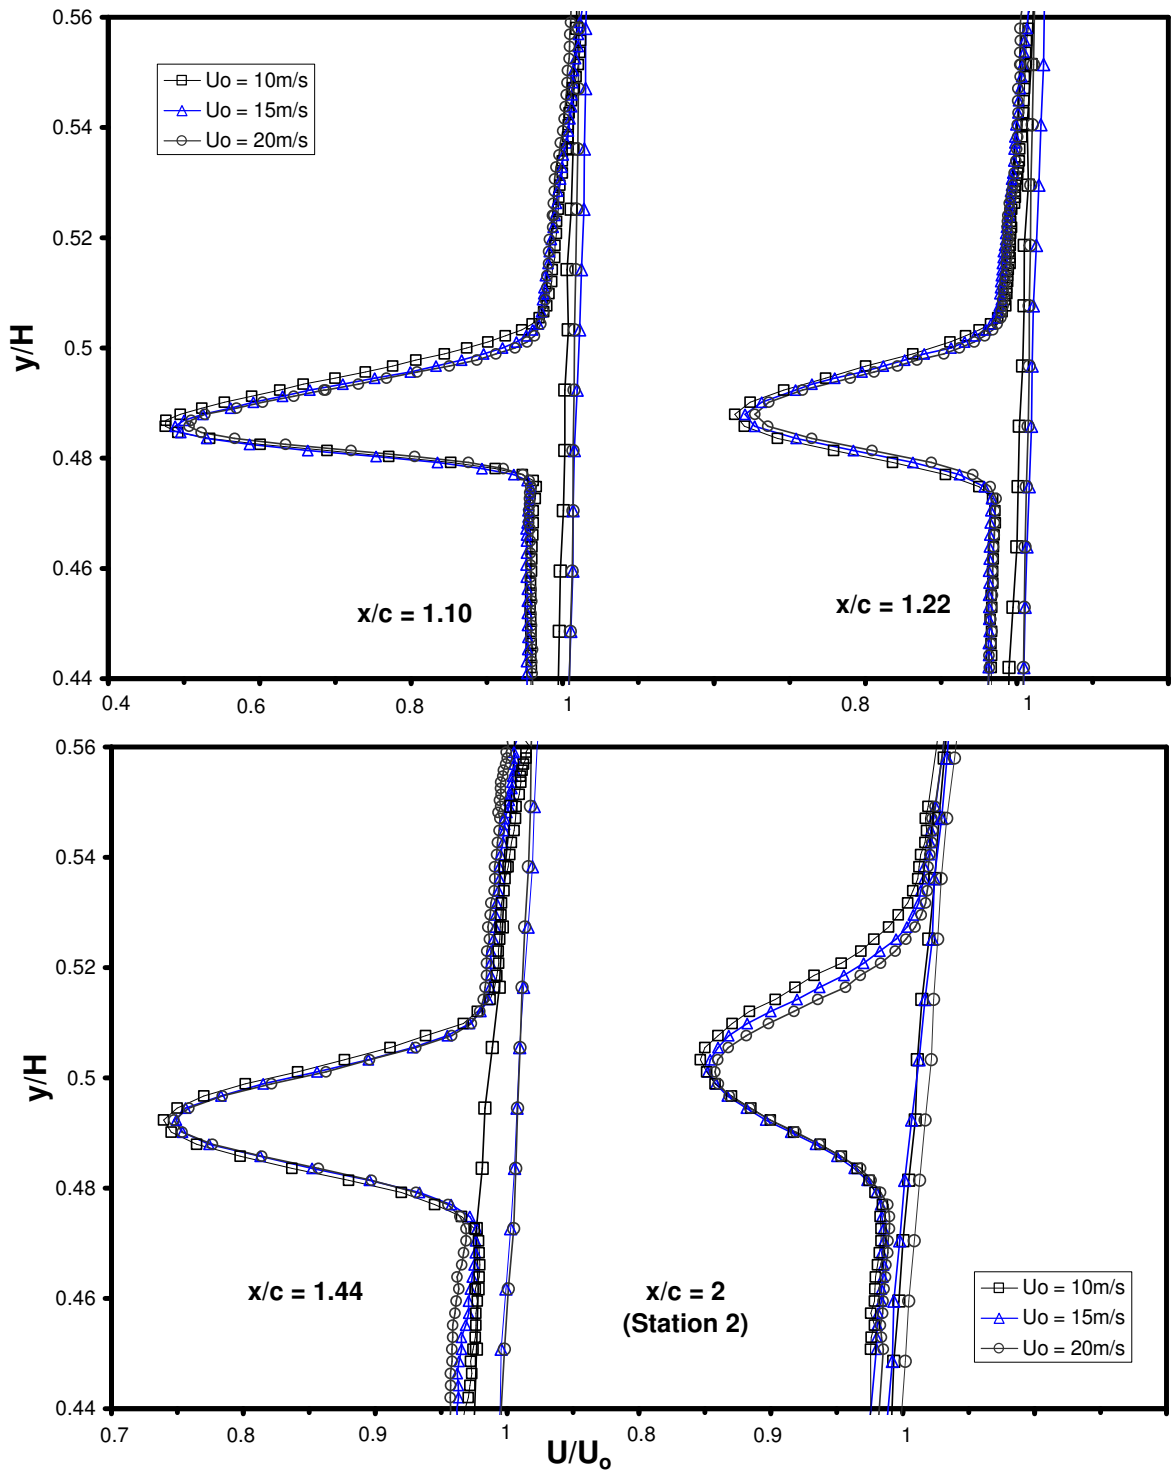 0.56
Uo = 10m/s
Uo = 15m/s
Uo = 20m/s
0.54
0.52
y/H
0.5
0.48
0.46
x/c = 1.10
x/c = 1.22
0.44
0.4
0.6
0.8
1
0.8
1
0.56
0.54
0.52
y/H
0.5
0.48
x/c = 1.44
x/c = 2
(Station 2)
0.46
Uo = 10m/s
Uo = 15m/s
Uo = 20m/s
0.44
0.7
0.8
0.9
1
0.9
1
U/Uₒ